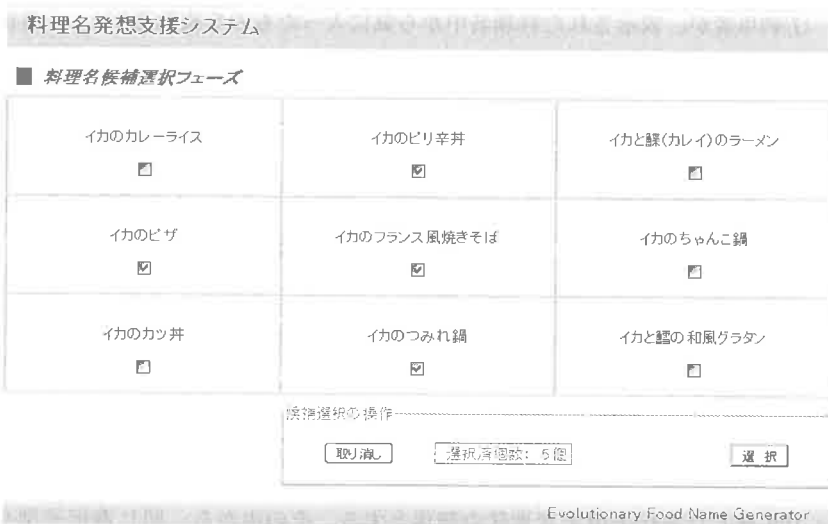 料理名発想支援システム
■ 料理名候補選択フェーズ
イカのカレーライス
イカのピリ辛丼
イカと鰈(カレイ)のラーメン
イカのピザ
イカのフランス風焼きそば
イカのちゃんこ鍋
イカのカツ丼
イカのつみれ鍋
イカと鱈の和風グラタン
候補選択の操作
取り消し
選択済個数: 5個
選 択
Evolutionary Food Name Generator